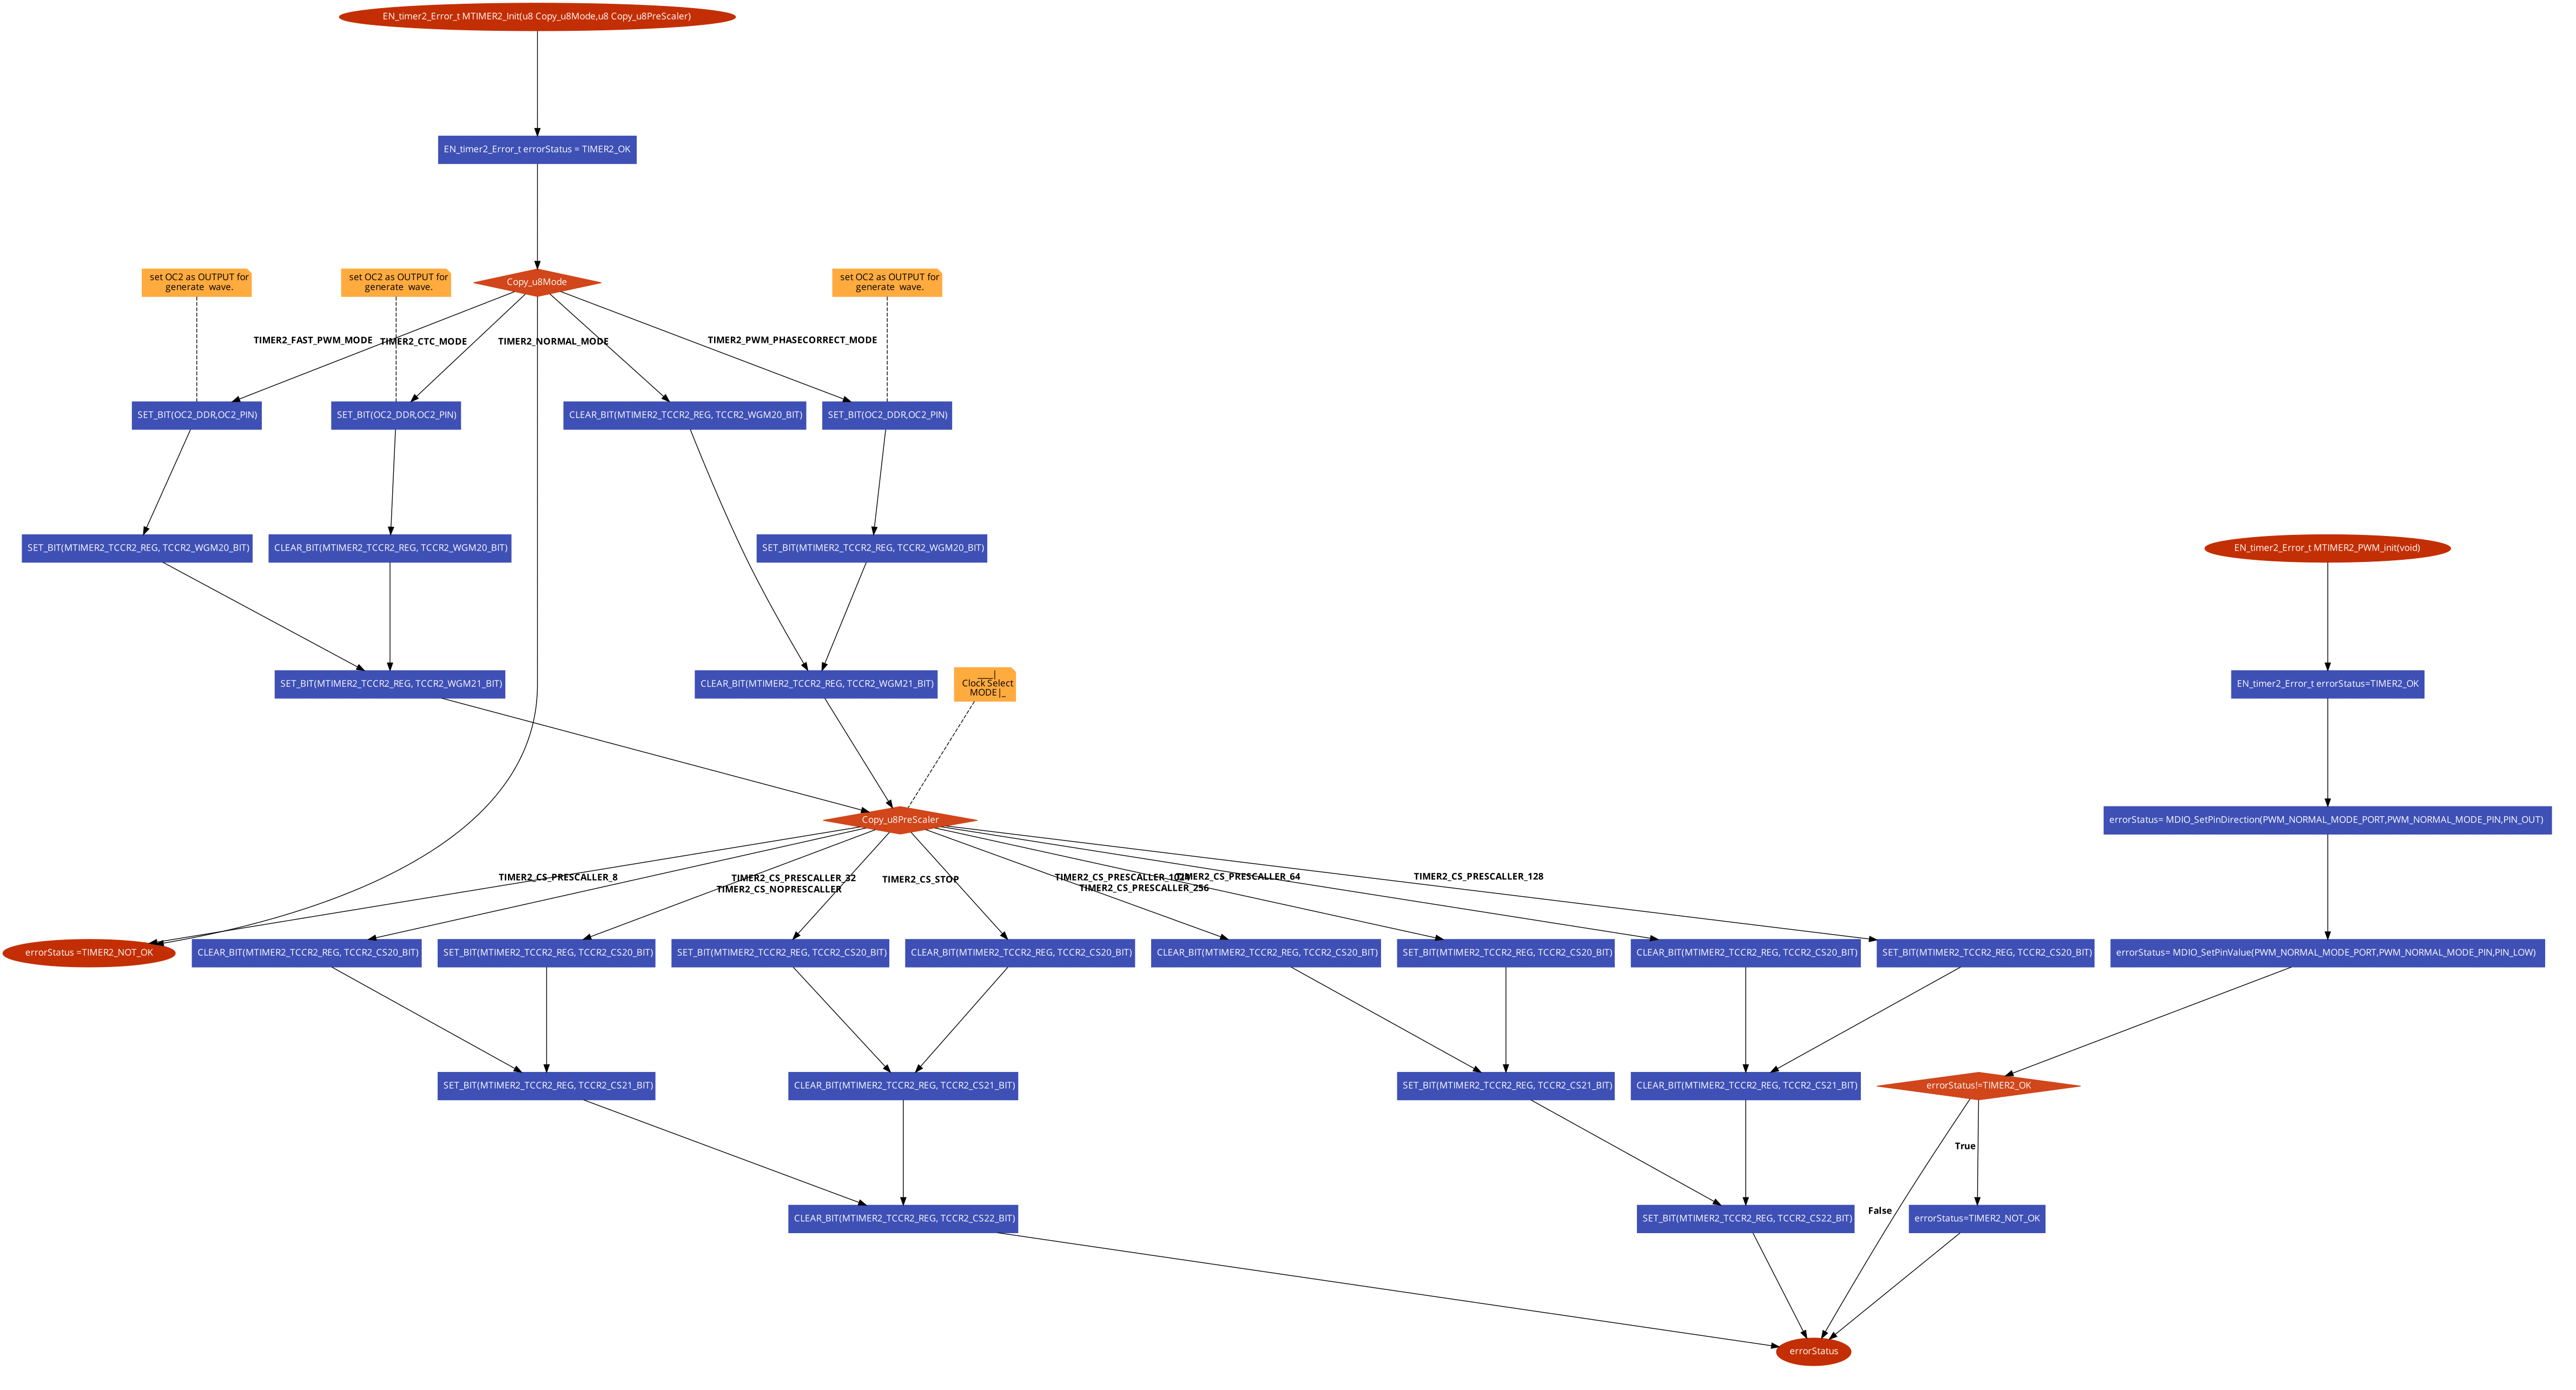 EN_timer2_Error_t MTIMER2_Init(u8 Copy_u8Mode,u8 Copy_u8PreScaler)
EN_timer2_Error_t errorStatus = TIMER2_OK
set OC2 as OUTPUT for
generate  wave.
set OC2 as OUTPUT for
generate  wave.
Copy_u8Mode
set OC2 as OUTPUT for
generate  wave.
TIMER2_FAST_PWM_MODE
TIMER2_CTC_MODE
TIMER2_NORMAL_MODE
TIMER2_PWM_PHASECORRECT_MODE
SET_BIT(OC2_DDR,OC2_PIN)
SET_BIT(OC2_DDR,OC2_PIN)
CLEAR_BIT(MTIMER2_TCCR2_REG, TCCR2_WGM20_BIT)
SET_BIT(OC2_DDR,OC2_PIN)
SET_BIT(MTIMER2_TCCR2_REG, TCCR2_WGM20_BIT)
CLEAR_BIT(MTIMER2_TCCR2_REG, TCCR2_WGM20_BIT)
SET_BIT(MTIMER2_TCCR2_REG, TCCR2_WGM20_BIT)
EN_timer2_Error_t MTIMER2_PWM_init(void)
SET_BIT(MTIMER2_TCCR2_REG, TCCR2_WGM21_BIT)
CLEAR_BIT(MTIMER2_TCCR2_REG, TCCR2_WGM21_BIT)
___|
Clock Select
MODE|_
EN_timer2_Error_t errorStatus=TIMER2_OK
Copy_u8PreScaler
errorStatus= MDIO_SetPinDirection(PWM_NORMAL_MODE_PORT,PWM_NORMAL_MODE_PIN,PIN_OUT)
TIMER2_CS_PRESCALLER_8
TIMER2_CS_PRESCALLER_32
TIMER2_CS_NOPRESCALLER
TIMER2_CS_STOP
TIMER2_CS_PRESCALLER_1024
TIMER2_CS_PRESCALLER_256
TIMER2_CS_PRESCALLER_64
TIMER2_CS_PRESCALLER_128
errorStatus =TIMER2_NOT_OK
CLEAR_BIT(MTIMER2_TCCR2_REG, TCCR2_CS20_BIT)
SET_BIT(MTIMER2_TCCR2_REG, TCCR2_CS20_BIT)
SET_BIT(MTIMER2_TCCR2_REG, TCCR2_CS20_BIT)
CLEAR_BIT(MTIMER2_TCCR2_REG, TCCR2_CS20_BIT)
CLEAR_BIT(MTIMER2_TCCR2_REG, TCCR2_CS20_BIT)
SET_BIT(MTIMER2_TCCR2_REG, TCCR2_CS20_BIT)
CLEAR_BIT(MTIMER2_TCCR2_REG, TCCR2_CS20_BIT)
SET_BIT(MTIMER2_TCCR2_REG, TCCR2_CS20_BIT)
errorStatus= MDIO_SetPinValue(PWM_NORMAL_MODE_PORT,PWM_NORMAL_MODE_PIN,PIN_LOW)
SET_BIT(MTIMER2_TCCR2_REG, TCCR2_CS21_BIT)
CLEAR_BIT(MTIMER2_TCCR2_REG, TCCR2_CS21_BIT)
SET_BIT(MTIMER2_TCCR2_REG, TCCR2_CS21_BIT)
CLEAR_BIT(MTIMER2_TCCR2_REG, TCCR2_CS21_BIT)
errorStatus!=TIMER2_OK
True
False
CLEAR_BIT(MTIMER2_TCCR2_REG, TCCR2_CS22_BIT)
SET_BIT(MTIMER2_TCCR2_REG, TCCR2_CS22_BIT)
errorStatus=TIMER2_NOT_OK
errorStatus